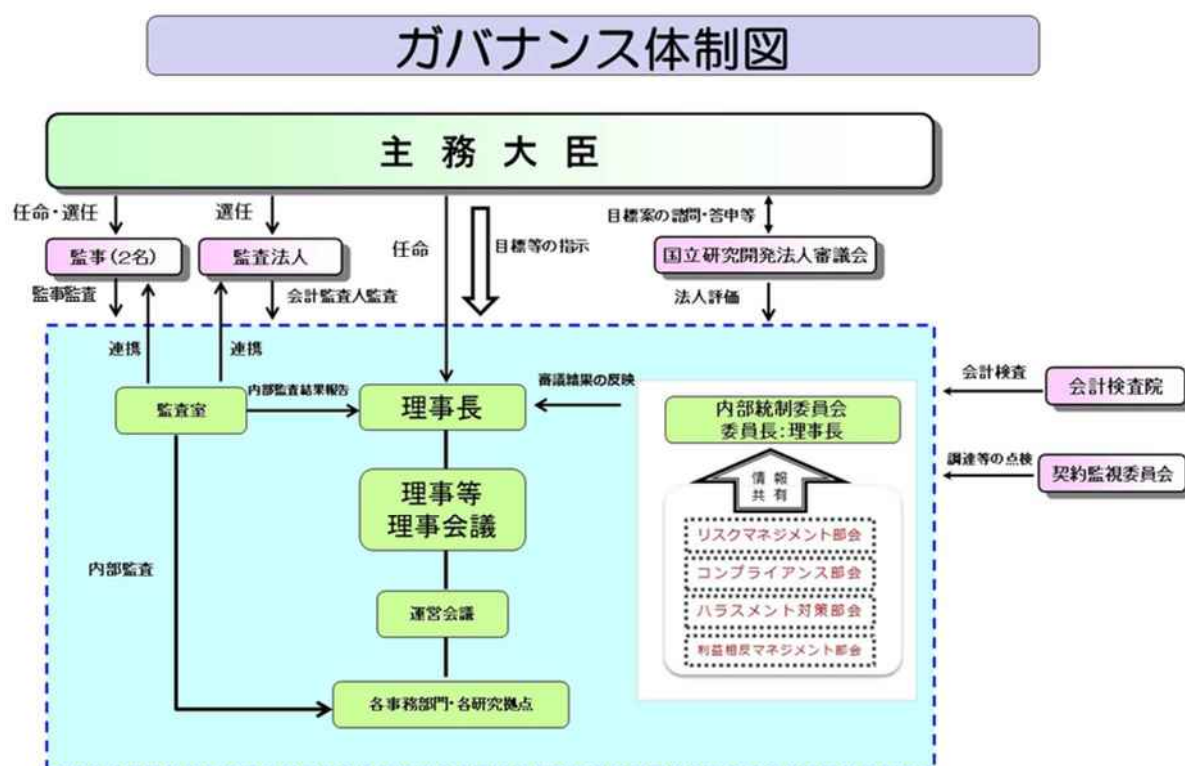 ガバナンス体制図
主務大臣
任命・選任
選任
任命
目標等の指示
目標案の諮問・答申等
監事(2名)
監査法人
国立研究開発法人審議会
監事監査
会計監査人監査
法人評価
連携
連携
監査室
内部監査結果報告
理事長
審議結果の反映
内部統制委員会
委員長:理事長
会計検査
会計検査院
調達等の点検
契約監視委員会
情報
共有
理事等
理事会議
リスクマネジメント部会
コンプライアンス部会
ハラスメント対策部会
利益相反マネジメント部会
内部監査
運営会議
各事務部門・各研究拠点